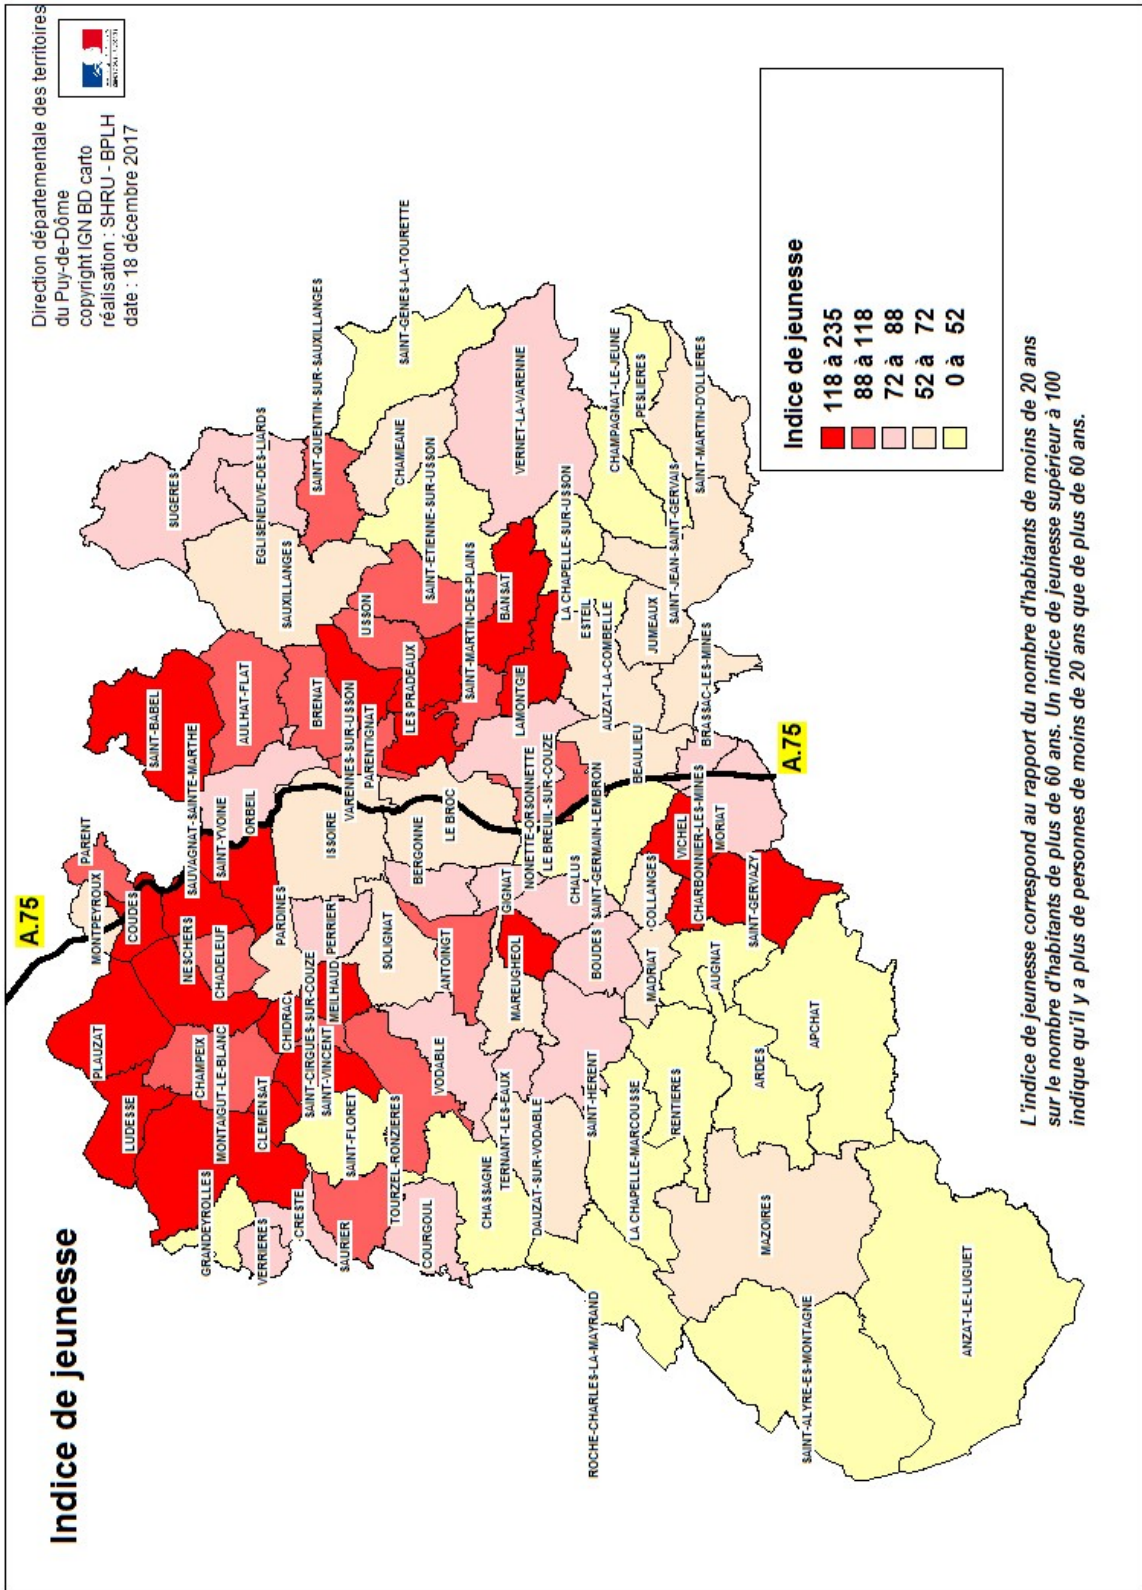 Indice de jeunesse
Direction départementale des territoires
du Puy-de-Dôme
copyright IGN BD carto
réalisation : SHRU - BPLH
date : 18 décembre 2017
A.75
PARENT
MONTPEYROUX
COUDES
PLAUZAT
LUDESSE
SAINT-BABEL
SUGERES
SAUVAGNAT-SAINTE-MARTHE
NESCHERS
CHADELEUF
CHAMPEIX
MONTAIGUT-LE-BLANC
GRANDEYROLLES
SAINT-YVOINE
ORBEIL
AULHAT-FLAT
EGLISENEUVE-DES-LIARDS
SAUXILLANGES
SAINT-QUENTIN-SUR-SAUXILLANGES
CLEMENSAT
VERRIERES
CRESTE
CHIDRAC
PARDINIES
SAINT-CIRGUES-SUR-COUZE
SAINT-VINCENT
MEILHAUD
PERRIER
ISSOIRE
BRENAT
VARENNES-SUR-USSON
PARENTIGNAT
USSON
SAINT-FLORET
SAURIER
TOURZEL-RONZIERES
SOLIGNAT
BERGONNE
LE BROC
LES PRADEAUX
CHAMEANE
SAINT-GENES-LA-TOURETTE
SAINT-ETIENNE-SUR-USSON
SAINT-MARTIN-DES-PLAINS
COURGOUL
VODABLE
ANTOINGT
CHASSAGNE
TERNANT-LES-EAUX
MAREUGHEOL
GIGNAT
NONETTE-ORSONNETTE
LE BREUIL-SUR-COUZE
LAMONTGIE
BANSAT
VERNET-LA-VARENNE
DAUZAT-SUR-VODABLE
SAINT-HERENT
BOUDES
CHALUS
SAINT-GERMAIN-LEMBRON
LA CHAPELLE-SUR-USSON
ESTEIL
AUZAT-LA-COMBELLE
CHAMPAGNAT-LE-JEUNE
PESLIERES
ROCHE-CHARLES-LA-MAYRAND
LA CHAPELLE-MARCOUSSE
RENTIERES
MADRIAT
COLLANGES
BEAULIEU
JUMEAUX
SAINT-JEAN-SAINT-GERVAIS
SAINT-MARTIN-D'OLLIERES
VICHEL
CHARBONNIER-LES-MINES
MORIAT
BRASSAC-LES-MINES
AUGNAT
SAINT-GERVAZY
ARDES
APCHAT
MAZOIRES
SAINT-ALYRE-ES-MONTAGNE
ANZAT-LE-LUGUET
A.75
Indice de jeunesse
118 à 235
88 à 118
72 à 88
52 à 72
0 à 52
L'indice de jeunesse correspond au rapport du nombre d'habitants de moins de 20 ans
sur le nombre d'habitants de plus de 60 ans. Un indice de jeunesse supérieur à 100
indique qu'il y a plus de personnes de moins de 20 ans que de plus de 60 ans.